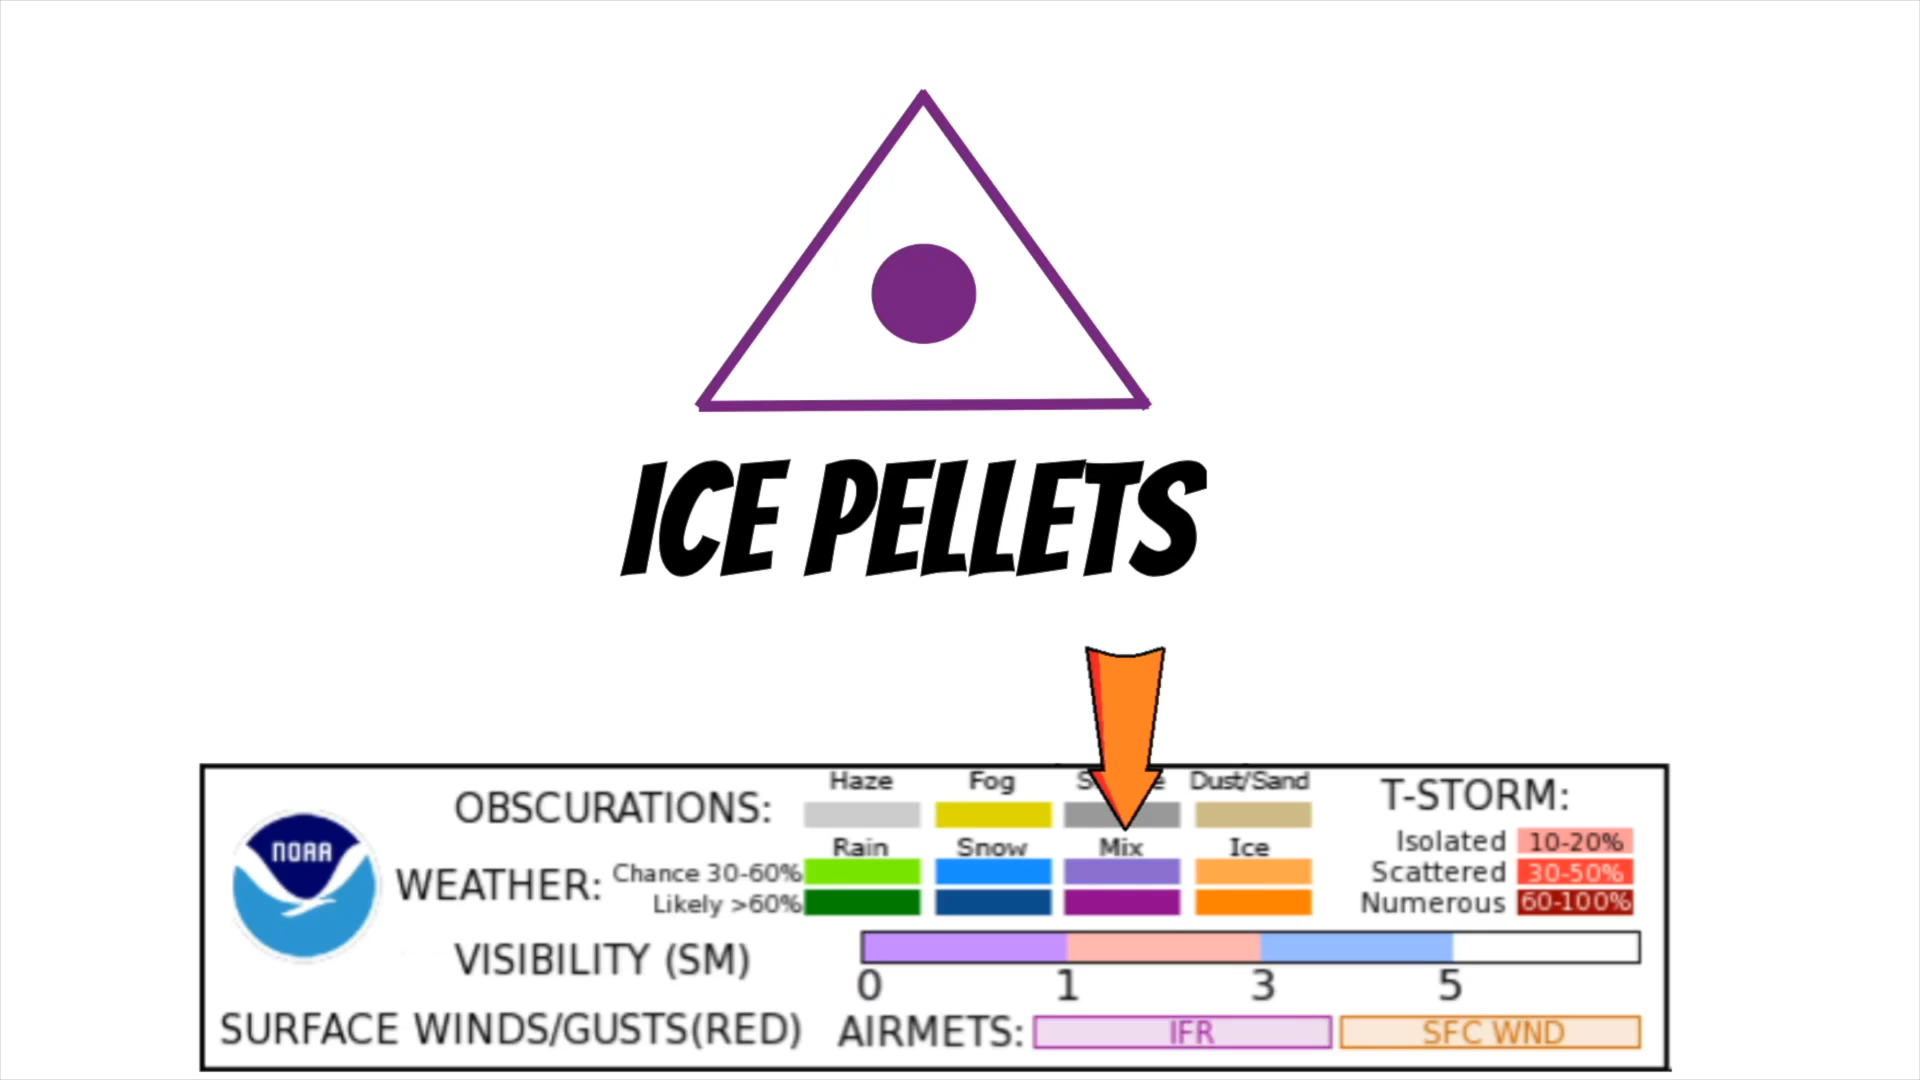 ICE PELLETS
Haze Fog Dust/Sand T-STORM:
OBSCURATIONS:
NOAA
Isolated 10-20%
Rain Snow Mix Ice
WEATHER: Chance 30-60% Scattered 30-50%
Likely >60% Numerous 60-100%
VISIBILITY (SM)
0 1 3 5
SURFACE WINDS/GUSTS(RED) AIRMETS: IFR SFC WND